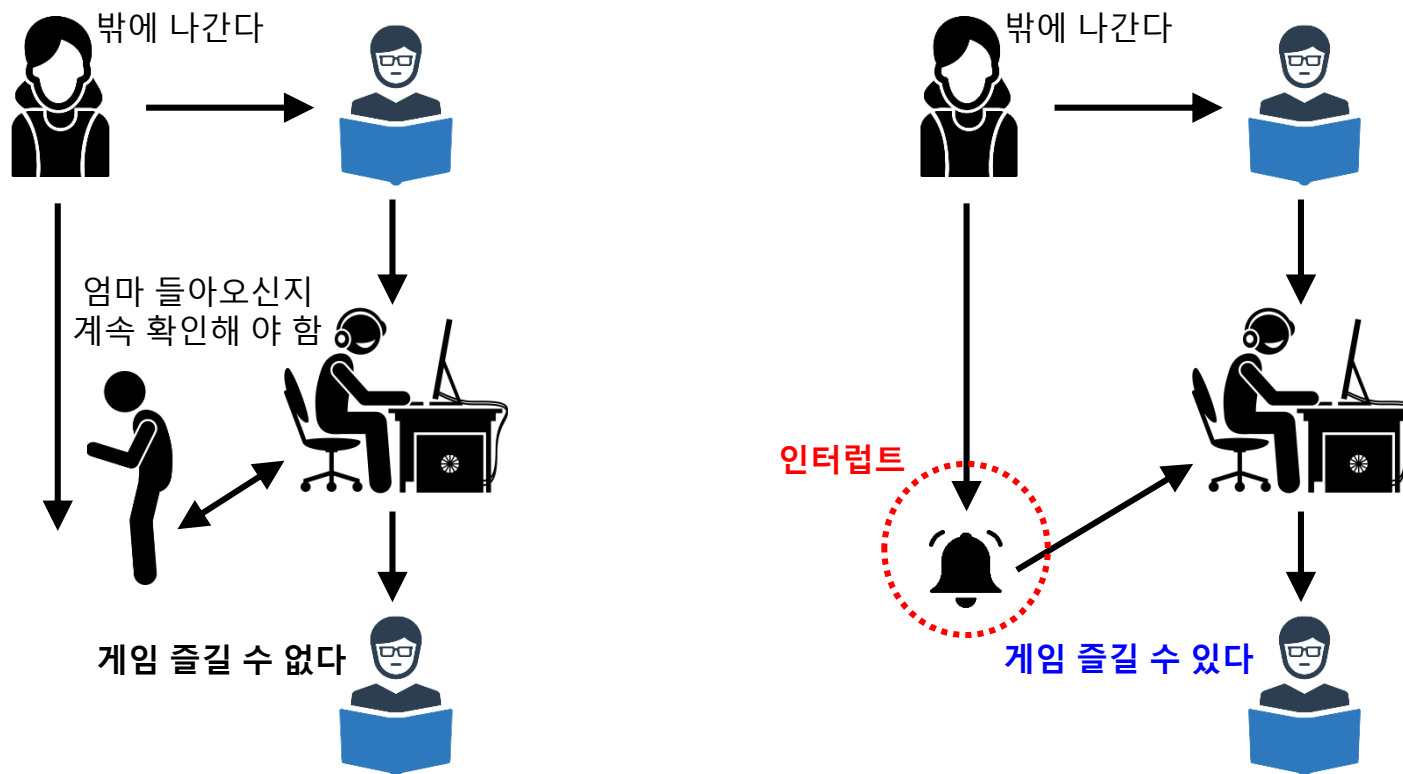 밖에 나간다
엄마 들아오신지
계속 확인해 야 함
게임 즐길 수 없다
밖에 나간다
인터럽트
게임 즐길 수 있다